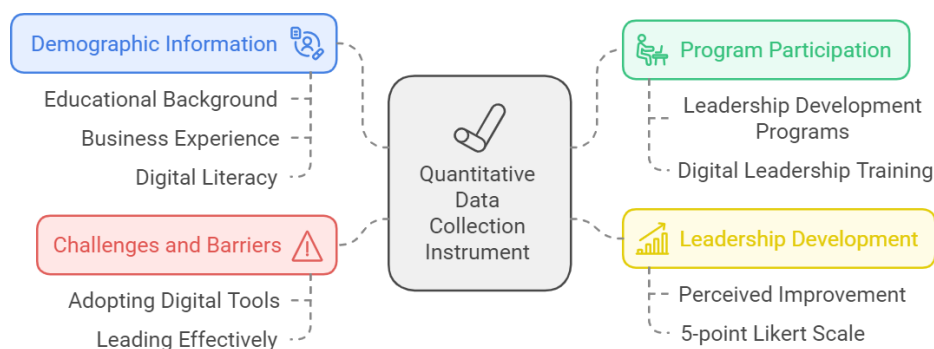 Demographic Information
Educational Background
Business Experience
Digital Literacy
Challenges and Barriers
Adopting Digital Tools
Leading Effectively
Quantitative
Data
Collection
Instrument
Program Participation
Leadership Development
Programs
Digital Leadership Training
Leadership Development
Perceived Improvement
5-point Likert Scale